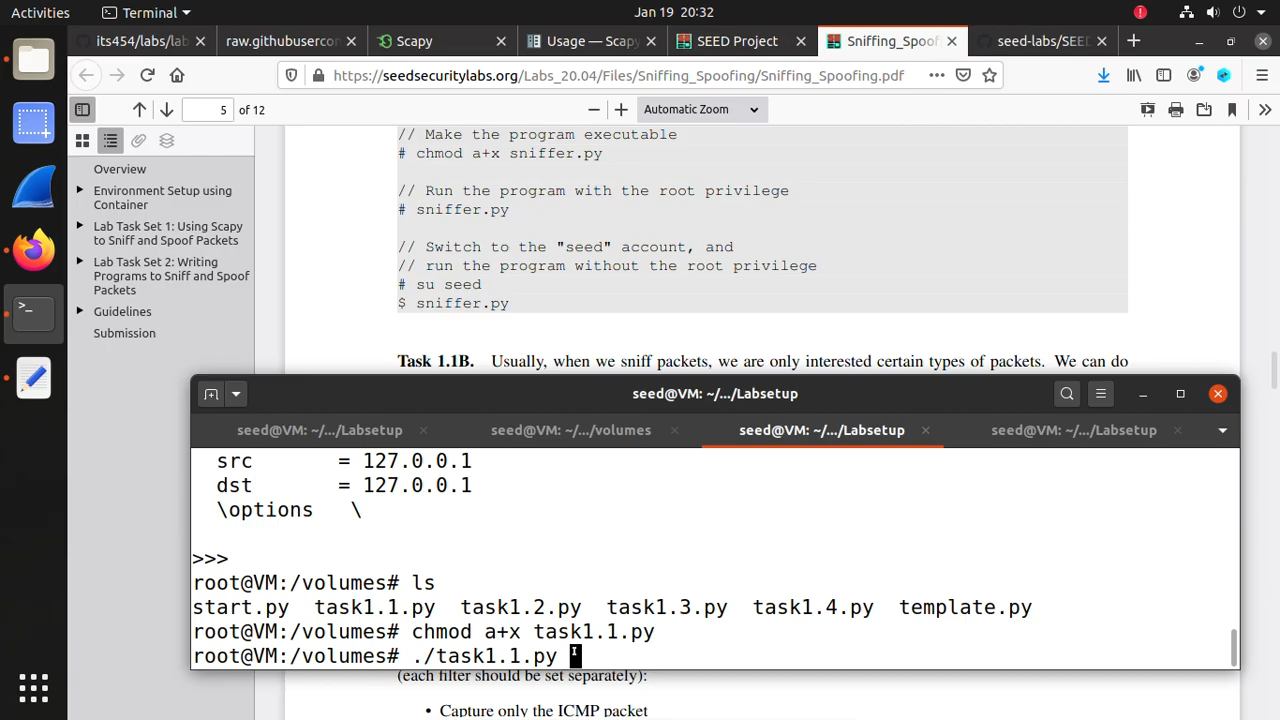 Activities
Terminal
Jan 19 20:32
its454/labs/lab
raw.githubuserco
Scapy
Usage — Scap
SEED Project
Sniffing_Spoof
seed-labs/SEE
https://seedsecuritylabs.org/Labs_20.04/Files/Sniffing_Spoofing/Sniffing_Spoofing.pdf
5 of 12
Automatic Zoom
Overview
Environment Setup using
Container
Lab Task Set 1: Using Scapy
to Sniff and Spoof Packets
Lab Task Set 2: Writing
Programs to Sniff and Spoof
Packets
Guidelines
Submission
// Make the program executable
# chmod a+x sniffer.py
// Run the program with the root privilege
# sniffer.py
// Switch to the "seed" account, and
// run the program without the root privilege
# su seed
$ sniffer.py
Task 1.1B. Usually, when we sniff packets, we are only interested certain types of packets. We can do
seed@VM: ~/.../Labsetup
seed@VM: ~/.../Labsetup
seed@VM: ~/.../volumes
seed@VM: ~/.../Labsetup
seed@VM: ~/.../Labsetup
src = 127.0.0.1
dst = 127.0.0.1
\options \
>>>
root@VM:/volumes# ls
start.py task1.1.py task1.2.py task1.3.py task1.4.py template.py
root@VM:/volumes# chmod a+x task1.1.py
root@VM:/volumes# ./task1.1.py
(each filter should be set separately):
• Capture only the ICMP packet